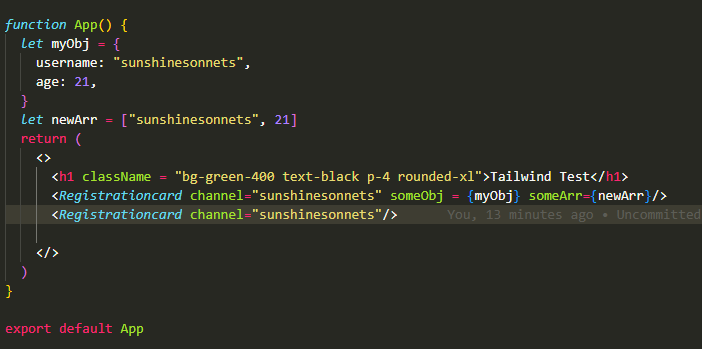 function App() {
let myObj = {
username: "sunshinesonnets",
age: 21,
}
let newArr = ["sunshinesonnets", 21]
return (
<>
<h1 className = "bg-green-400 text-black p-4 rounded-xl">Tailwind Test</h1>
<Registrationcard channel="sunshinesonnets" someObj = {myObj} someArr={newArr}/>
<Registrationcard channel="sunshinesonnets"/> You, 13 minutes ago • Uncommitted
</>
)
}
export default App